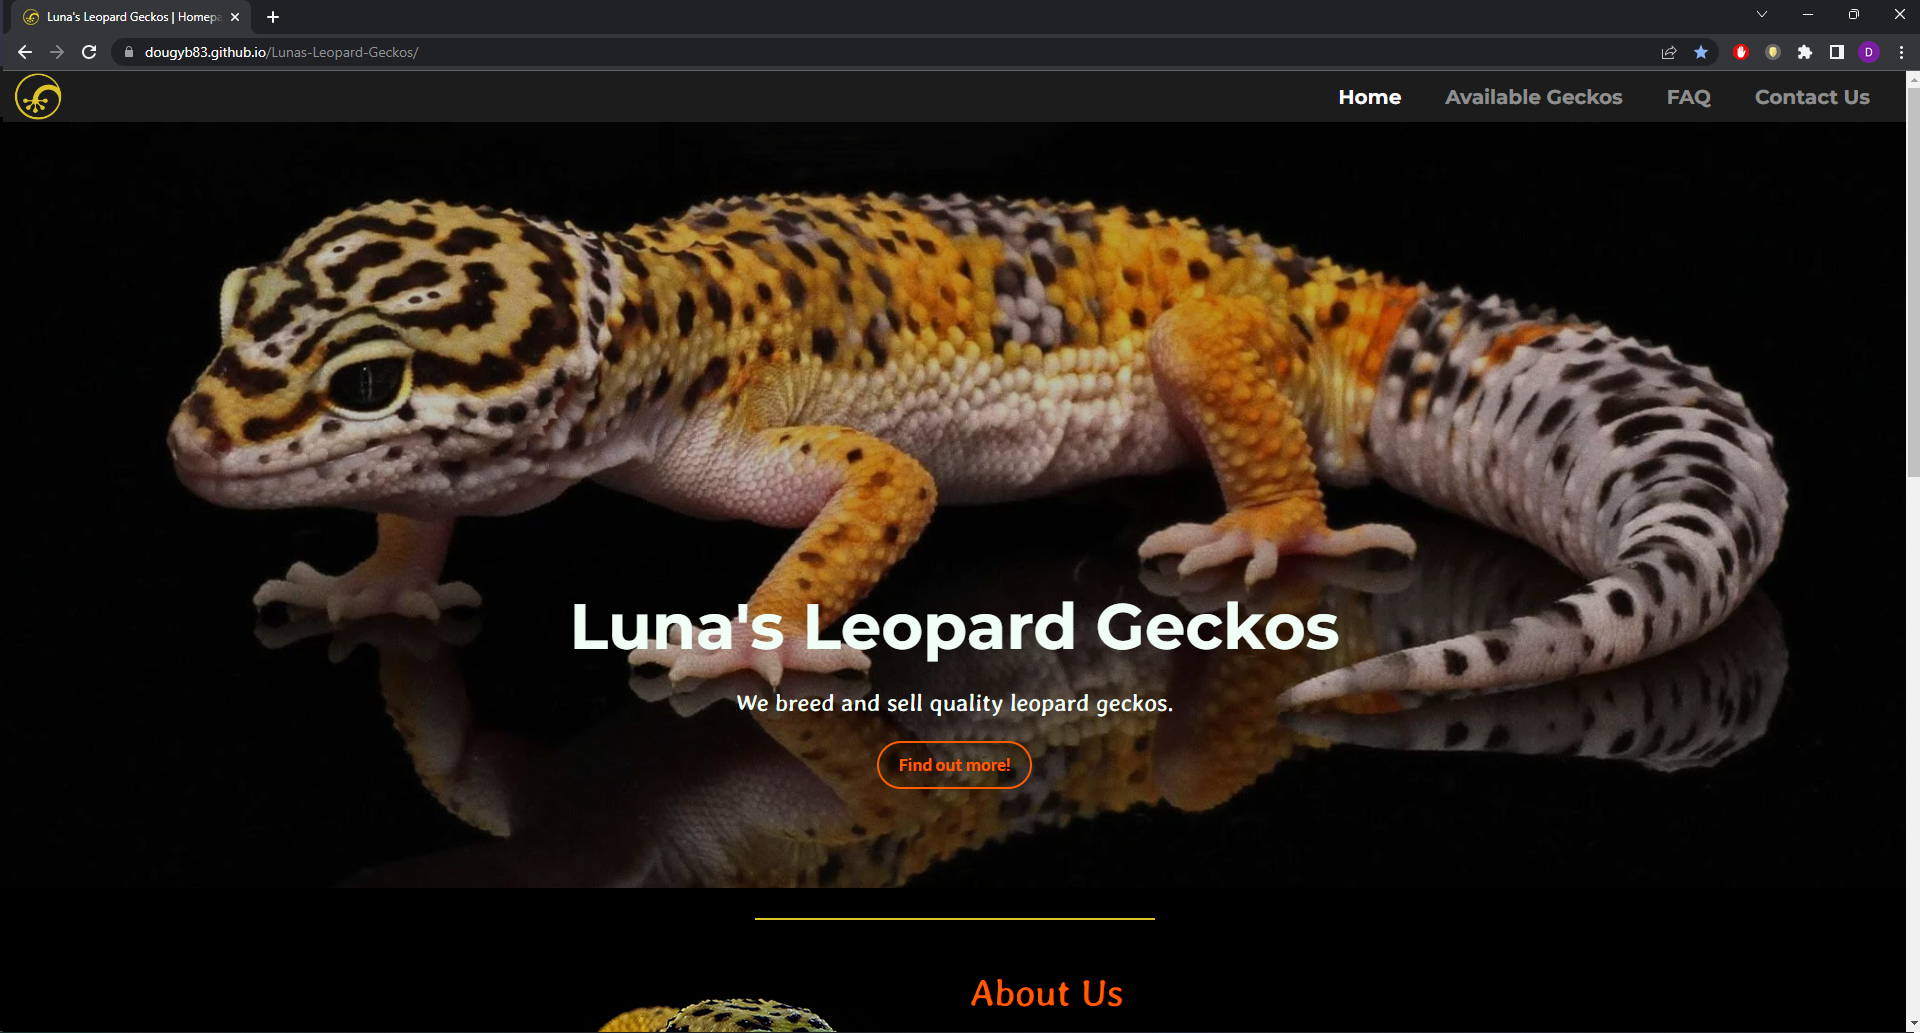 Luna's Leopard Geckos | Homepa
dougyb83.github.io/Lunas-Leopard-Geckos/
D
Home Available Geckos FAQ Contact Us
Luna's Leopard Geckos
We breed and sell quality leopard geckos.
Find out more!
About Us